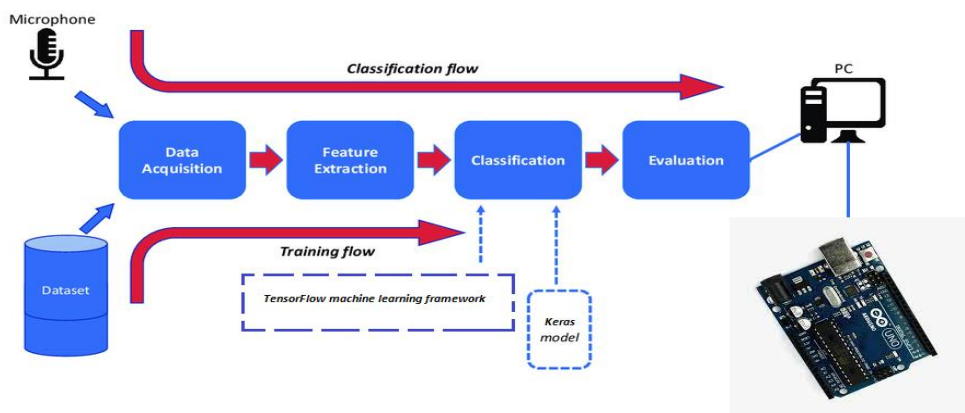 Microphone
Classification flow
PC
Data
Acquisition
Feature
Extraction
Classification
Evaluation
Training flow
Dataset
TensorFlow machine learning framework
Keras
model
ARDUINO
UNO